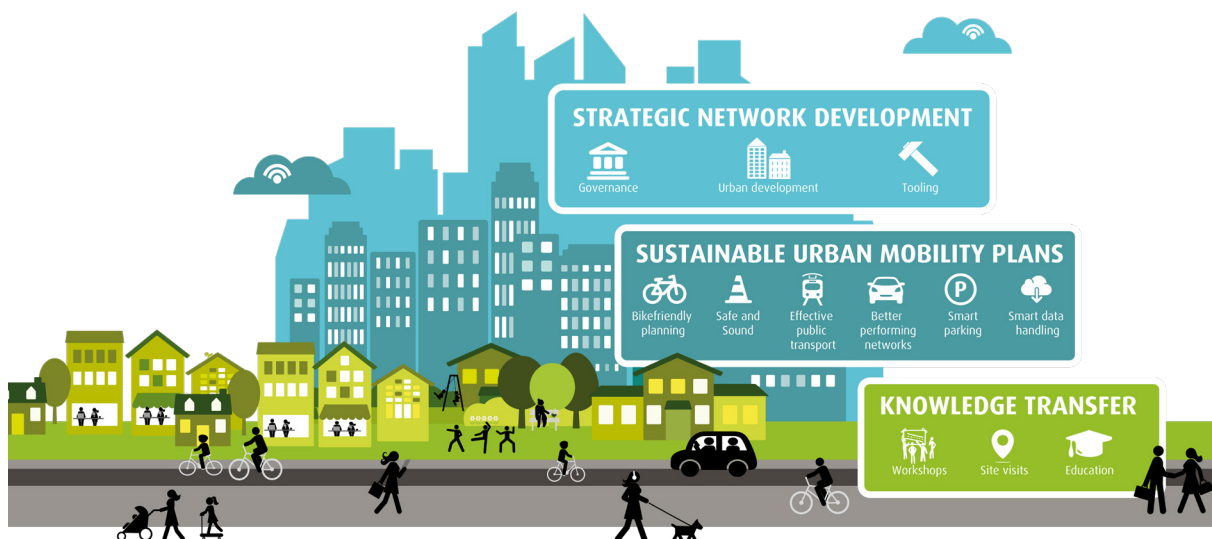 STRATEGIC NETWORK DEVELOPMENT
Governance
Urban development
Tooling
SUSTAINABLE URBAN MOBILITY PLANS
Bikefriendly
planning
Safe and
Sound
Effective
public
transport
Better
performing
networks
P
Smart
parking
Smart data
handling
KNOWLEDGE TRANSFER
Workshops
Site visits
Education